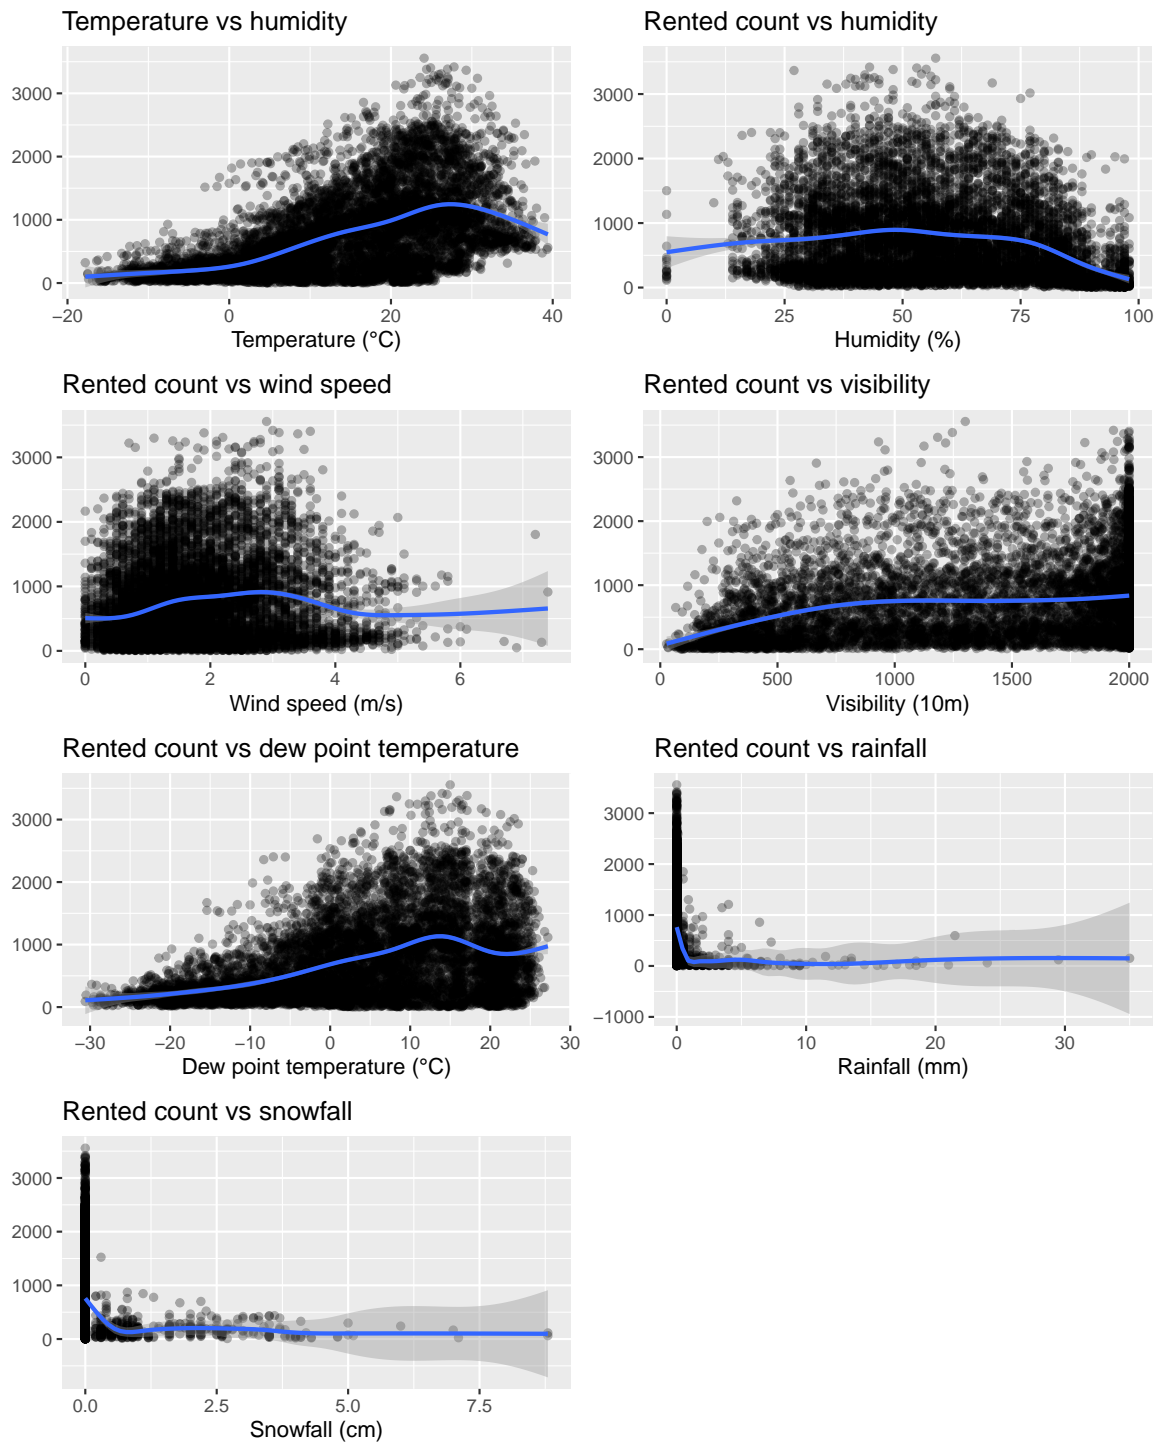 Temperature vs humidity
3000
2000
1000
0
−20 0 20 40
Temperature (°C)
Rented count vs humidity
3000
2000
1000
0
0 25 50 75 100
Humidity (%)
Rented count vs wind speed
3000
2000
1000
0
0 2 4 6
Wind speed (m/s)
Rented count vs visibility
3000
2000
1000
0
0 500 1000 1500 2000
Visibility (10m)
Rented count vs dew point temperature
3000
2000
1000
0
−30 −20 −10 0 10 20 30
Dew point temperature (°C)
Rented count vs rainfall
3000
2000
1000
0
−1000
0 10 20 30
Rainfall (mm)
Rented count vs snowfall
3000
2000
1000
0
0.0 2.5 5.0 7.5
Snowfall (cm)